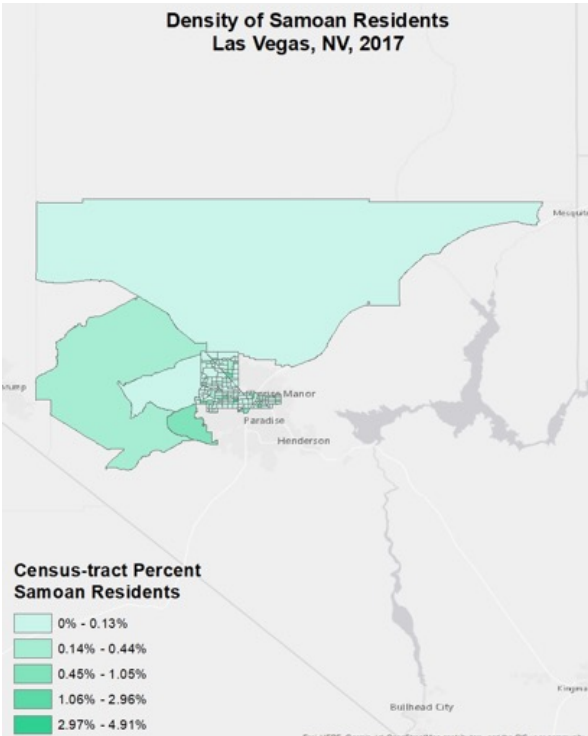 Density of Samoan Residents
Las Vegas, NV, 2017
Mesquite
Manor
Paradise
Henderson
Census-tract Percent
Samoan Residents
0% - 0.13%
0.14% - 0.44%
0.45% - 1.05%
1.06% - 2.96%
2.97% - 4.91%
Bullhead City